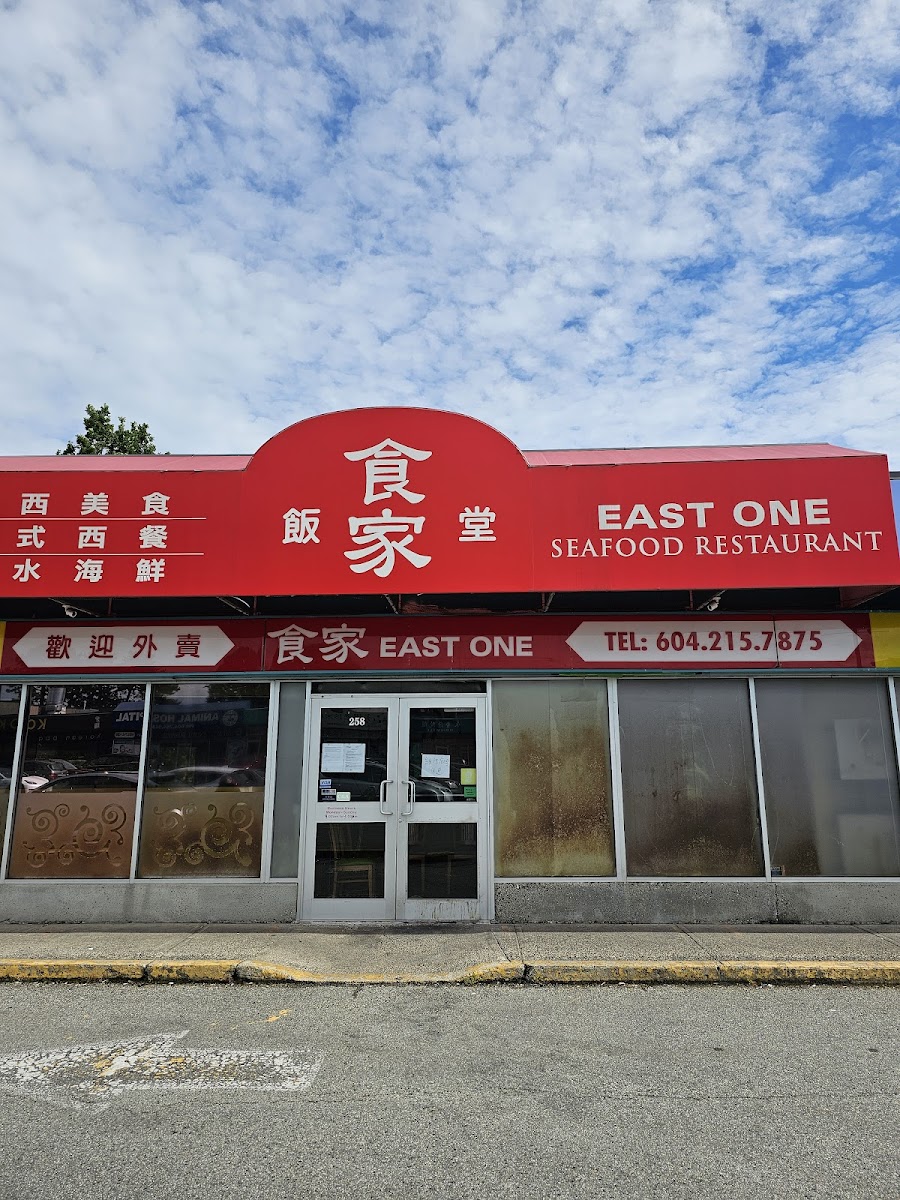 西 美 食
式 西 餐
水 海 鮮
食
家
飯 堂
EAST ONE
SEAFOOD RESTAURANT
歡迎外賣
食家 EAST ONE
TEL: 604.215.7875
258